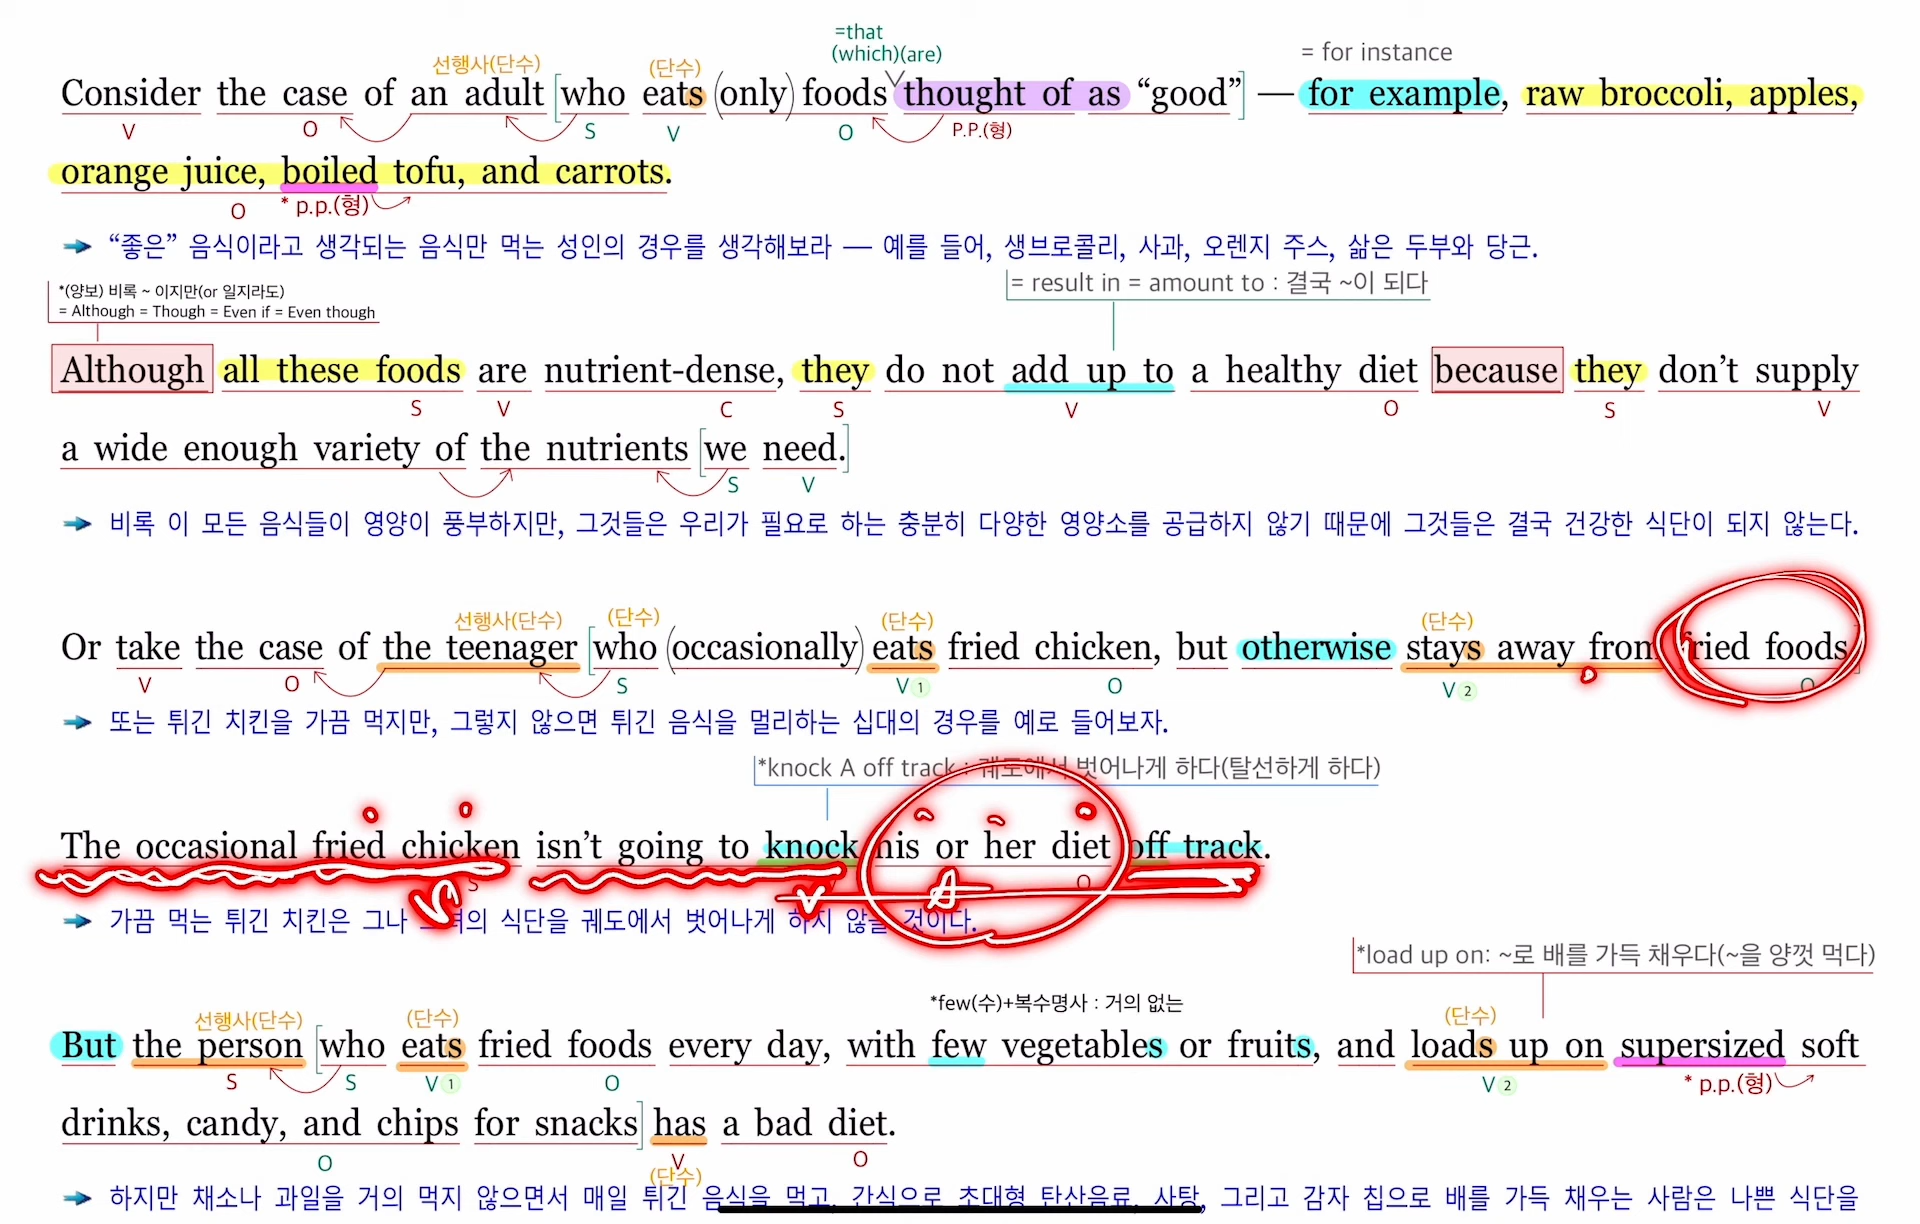 =that
(which)(are)
= for instance
선행사(단수)
(단수)
Consider the case of an adult [who eats (only) foods thought of as “good”] — for example, raw broccoli, apples,
V O S V O P.P.(형)
orange juice, boiled tofu, and carrots.
O * p.p.(형)
“좋은” 음식이라고 생각되는 음식만 먹는 성인의 경우를 생각해보라 — 예를 들어, 생브로콜리, 사과, 오렌지 주스, 삶은 두부와 당근.
= result in = amount to : 결국 ~이 되다
*(양보) 비록 ~ 이지만(or 일지라도)
= Although = Though = Even if = Even though
Although all these foods are nutrient-dense, they do not add up to a healthy diet because they don’t supply
S V C S V O S V
a wide enough variety of the nutrients [we need.]
S V
비록 이 모든 음식들이 영양이 풍부하지만, 그것들은 우리가 필요로 하는 충분히 다양한 영양소를 공급하지 않기 때문에 그것들은 결국 건강한 식단이 되지 않는다.
선행사(단수) (단수) (단수) (단수)
Or take the case of the teenager [who (occasionally) eats fried chicken, but otherwise stays away from fried foods.]
V O S V① O V② O
또는 튀긴 치킨을 가끔 먹지만, 그렇지 않으면 튀긴 음식을 멀리하는 십대의 경우를 예로 들어보자.
*knock A off track : 궤도에서 벗어나게 하다(탈선하게 하다)
The occasional fried chicken isn’t going to knock his or her diet off track.
S O
V A
가끔 먹는 튀긴 치킨은 그나 그녀의 식단을 궤도에서 벗어나게 하지 않을 것이다.
*load up on: ~로 배를 가득 채우다(~을 양껏 먹다)
*few(수)+복수명사 : 거의 없는
선행사(단수) (단수) (단수)
But the person [who eats fried foods every day, with few vegetables or fruits, and loads up on supersized soft
S S V① O V② * p.p.(형)
drinks, candy, and chips for snacks] has a bad diet.
O V O
(단수)
하지만 채소나 과일을 거의 먹지 않으면서 매일 튀긴 음식을 먹고, 간식으로 초대형 탄산음료, 사탕, 그리고 감자 칩으로 배를 가득 채우는 사람은 나쁜 식단을